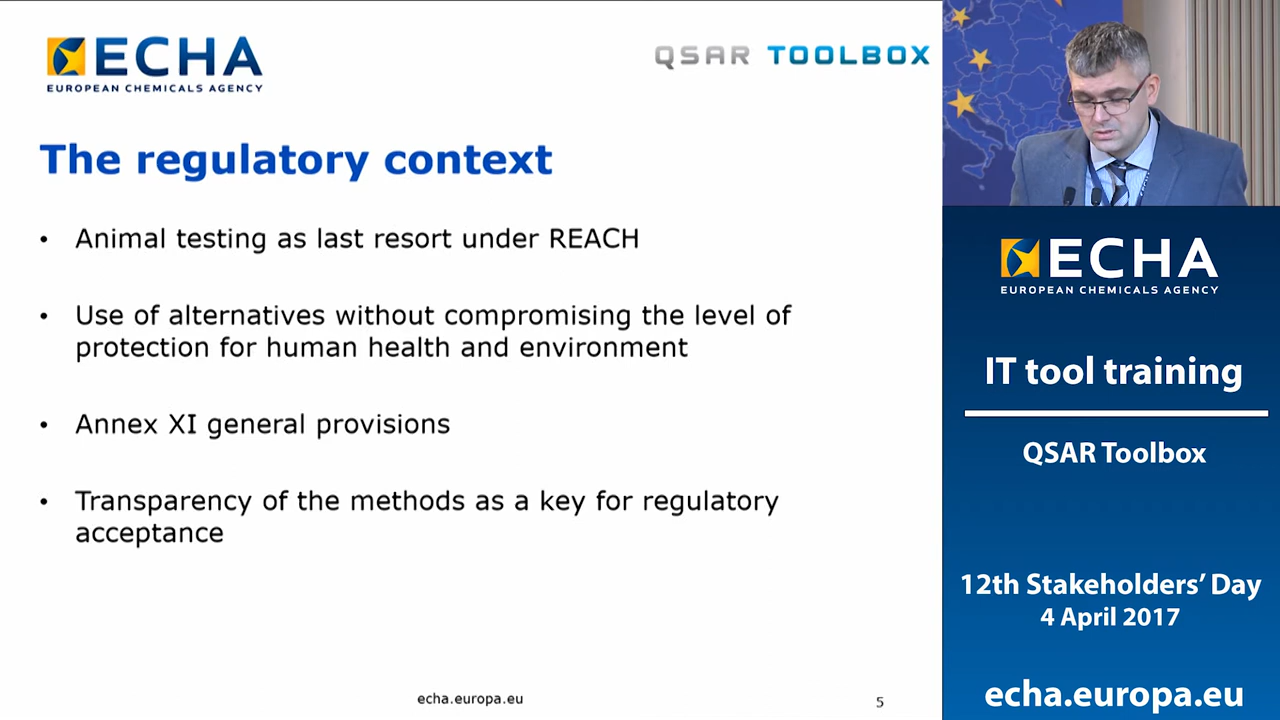 ECHA
EUROPEAN CHEMICALS AGENCY
QSAR TOOLBOX
The regulatory context
• Animal testing as last resort under REACH
• Use of alternatives without compromising the level of
protection for human health and environment
• Annex XI general provisions
• Transparency of the methods as a key for regulatory
acceptance
echa.europa.eu
5
ECHA
EUROPEAN CHEMICALS AGENCY
IT tool training
QSAR Toolbox
12th Stakeholders’ Day
4 April 2017
echa.europa.eu